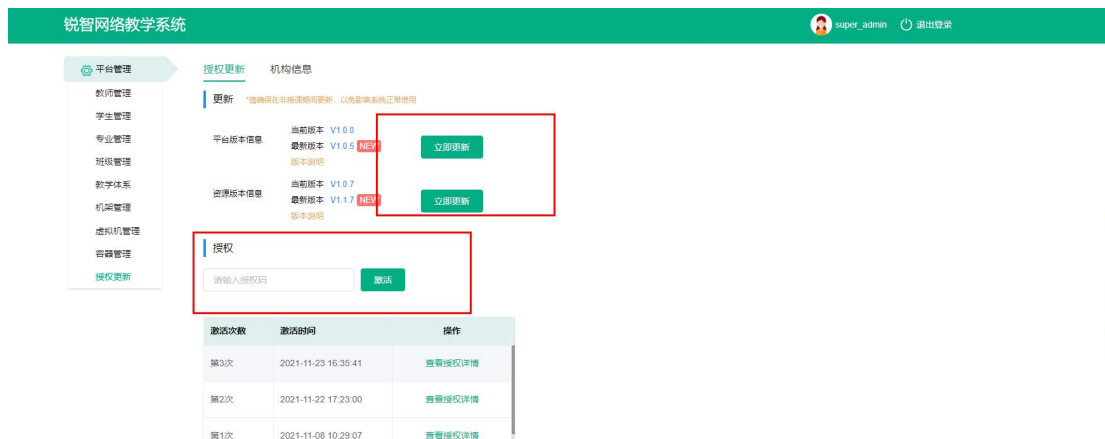 锐智网络教学系统
super_admin 退出登录
平台管理
教师管理
学生管理
专业管理
班级管理
教学体系
机架管理
虚拟机管理
容器管理
授权更新
授权更新 机构信息
更新 *请确保在非授课期间更新，以免影响系统正常使用
平台版本信息
当前版本 V1.0.0
最新版本 V1.0.5 NEW
版本说明
立即更新
资源版本信息
当前版本 V1.0.7
最新版本 V1.1.7 NEW
版本说明
立即更新
授权
请输入授权码 激活
激活次数 激活时间 操作
第3次 2021-11-23 16:35:41 查看授权详情
第2次 2021-11-22 17:23:00 查看授权详情
第1次 2021-11-08 10:29:07 查看授权详情